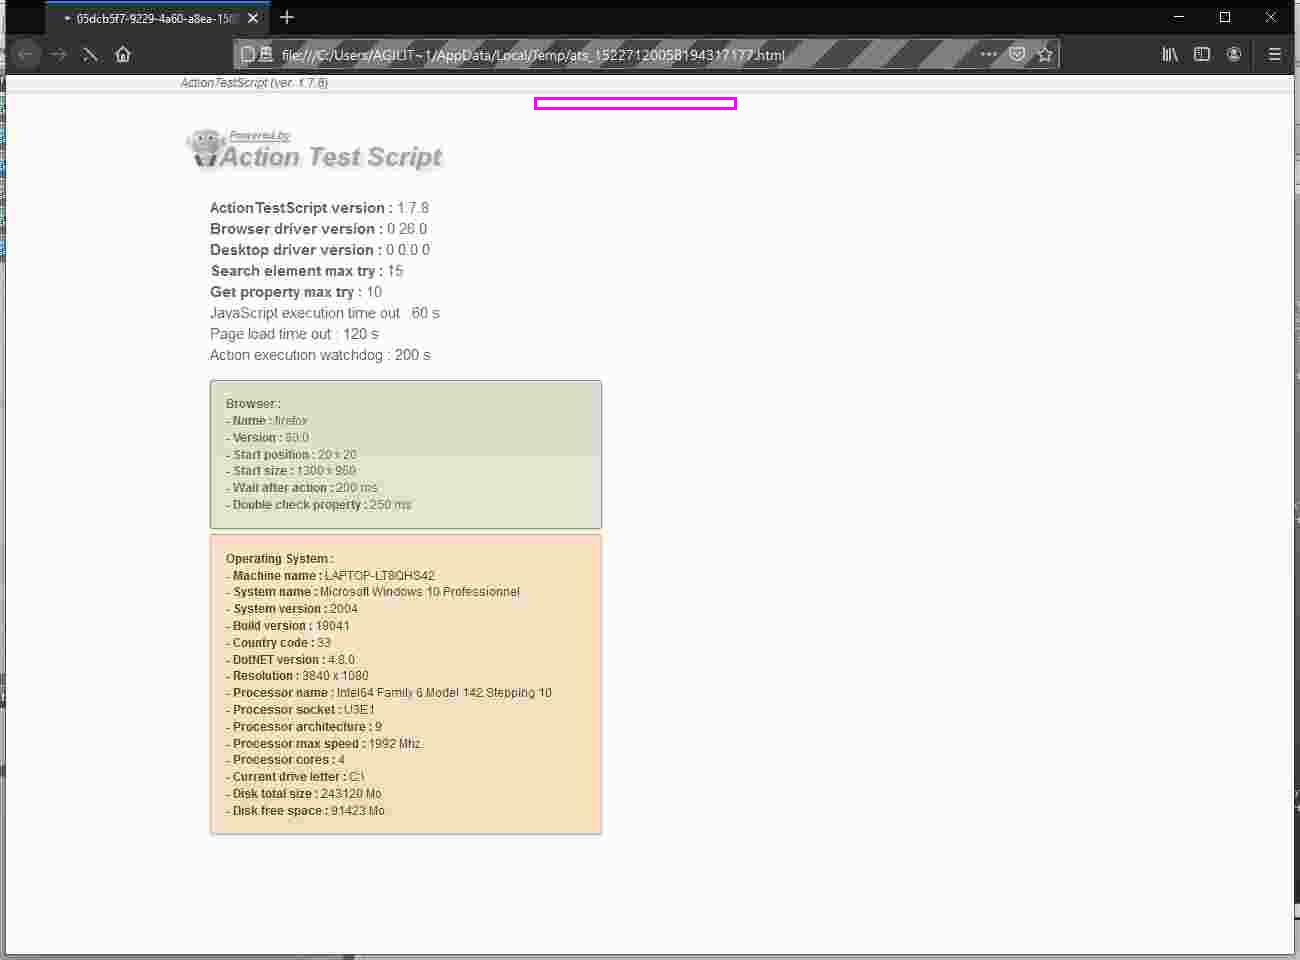 05dcb5f7-9229-4a60-a8ea-150
file:///C:/Users/AGILIT~1/AppData/Local/Temp/ats_15227120058194317177.html
ActionTestScript (ver. 1.7.8)
Powered by
Action Test Script
ActionTestScript version : 1.7.8
Browser driver version : 0.26.0
Desktop driver version : 0.0.0.0
Search element max try : 15
Get property max try : 10
JavaScript execution time out : 60 s
Page load time out : 120 s
Action execution watchdog : 200 s
Browser :
- Name : firefox
- Version : 80.0
- Start position : 20 x 20
- Start size : 1300 x 960
- Wait after action : 200 ms
- Double check property : 250 ms
Operating System :
- Machine name : LAPTOP-LT8QHS42
- System name : Microsoft Windows 10 Professionnel
- System version : 2004
- Build version : 19041
- Country code : 33
- DotNET version : 4.8.0
- Resolution : 3840 x 1080
- Processor name : Intel64 Family 6 Model 142 Stepping 10
- Processor socket : U3E1
- Processor architecture : 9
- Processor max speed : 1992 Mhz
- Processor cores : 4
- Current drive letter : C:\
- Disk total size : 243120 Mo
- Disk free space : 91423 Mo